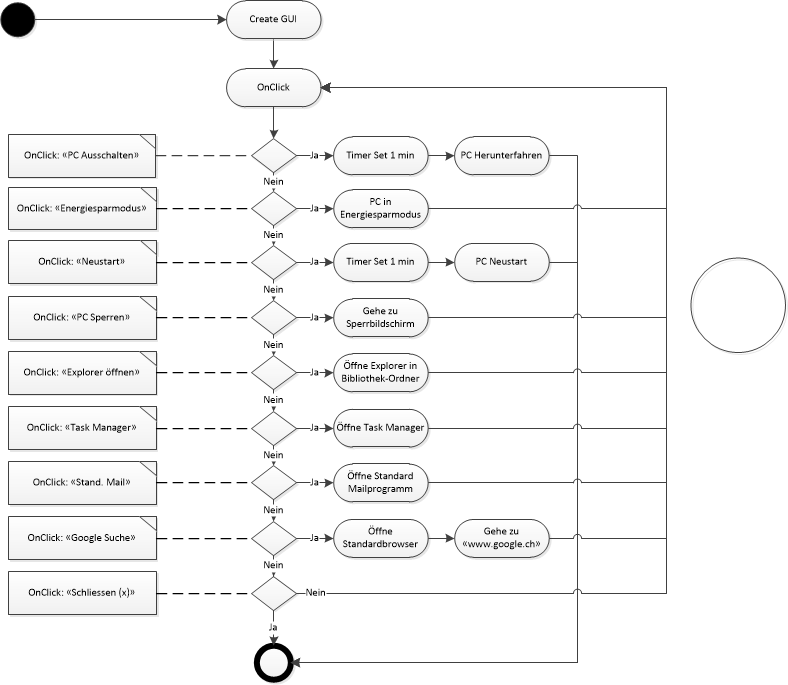 Create GUI
OnClick
OnClick: «PC Ausschalten»
Ja
Timer Set 1 min
PC Herunterfahren
Nein
OnClick: «Energiesparmodus»
Ja
PC in
Energiesparmodus
Nein
OnClick: «Neustart»
Ja
Timer Set 1 min
PC Neustart
Nein
OnClick: «PC Sperren»
Ja
Gehe zu
Sperrbildschirm
Nein
OnClick: «Explorer öffnen»
Ja
Öffne Explorer in
Bibliothek-Ordner
Nein
OnClick: «Task Manager»
Ja
Öffne Task Manager
Nein
OnClick: «Stand. Mail»
Ja
Öffne Standard
Mailprogramm
Nein
OnClick: «Google Suche»
Ja
Öffne
Standardbrowser
Gehe zu
«www.google.ch»
Nein
OnClick: «Schliessen (x)»
Nein
Ja